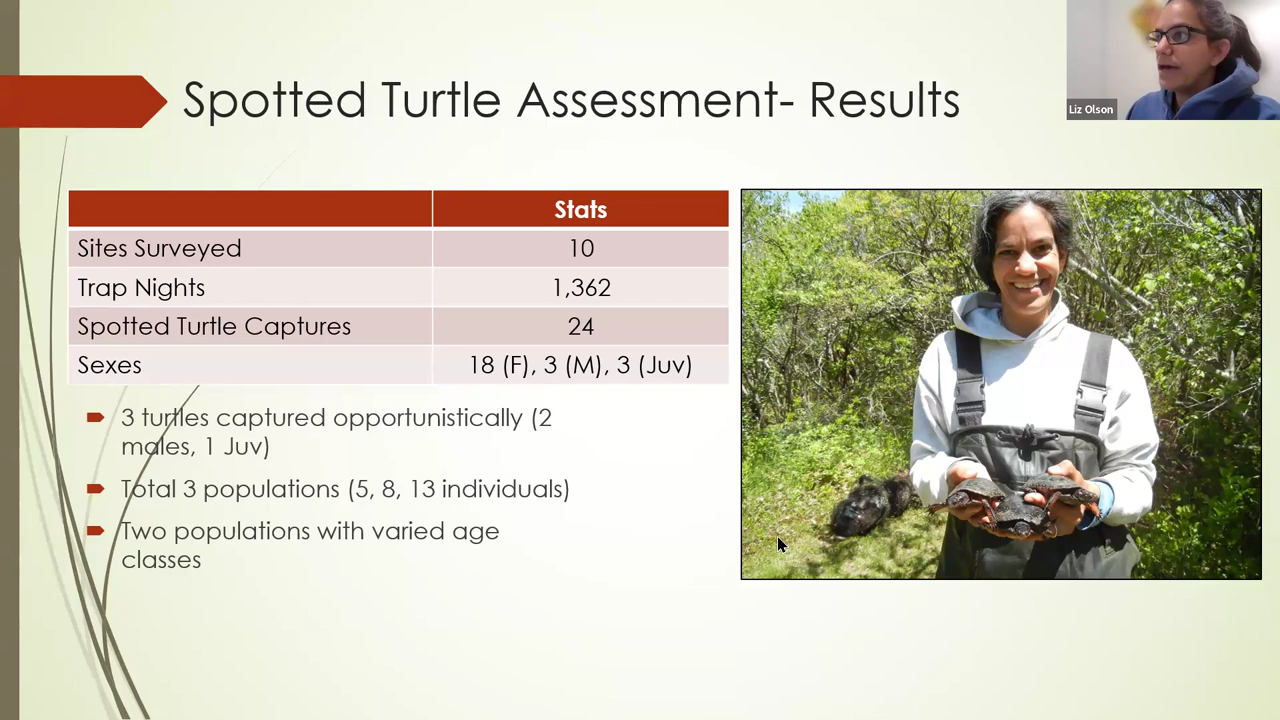 Spotted Turtle Assessment- Results
Liz Olson
Stats
Sites Surveyed 10
Trap Nights 1,362
Spotted Turtle Captures 24
Sexes 18 (F), 3 (M), 3 (Juv)
3 turtles captured opportunistically (2
males, 1 Juv)
Total 3 populations (5, 8, 13 individuals)
Two populations with varied age
classes